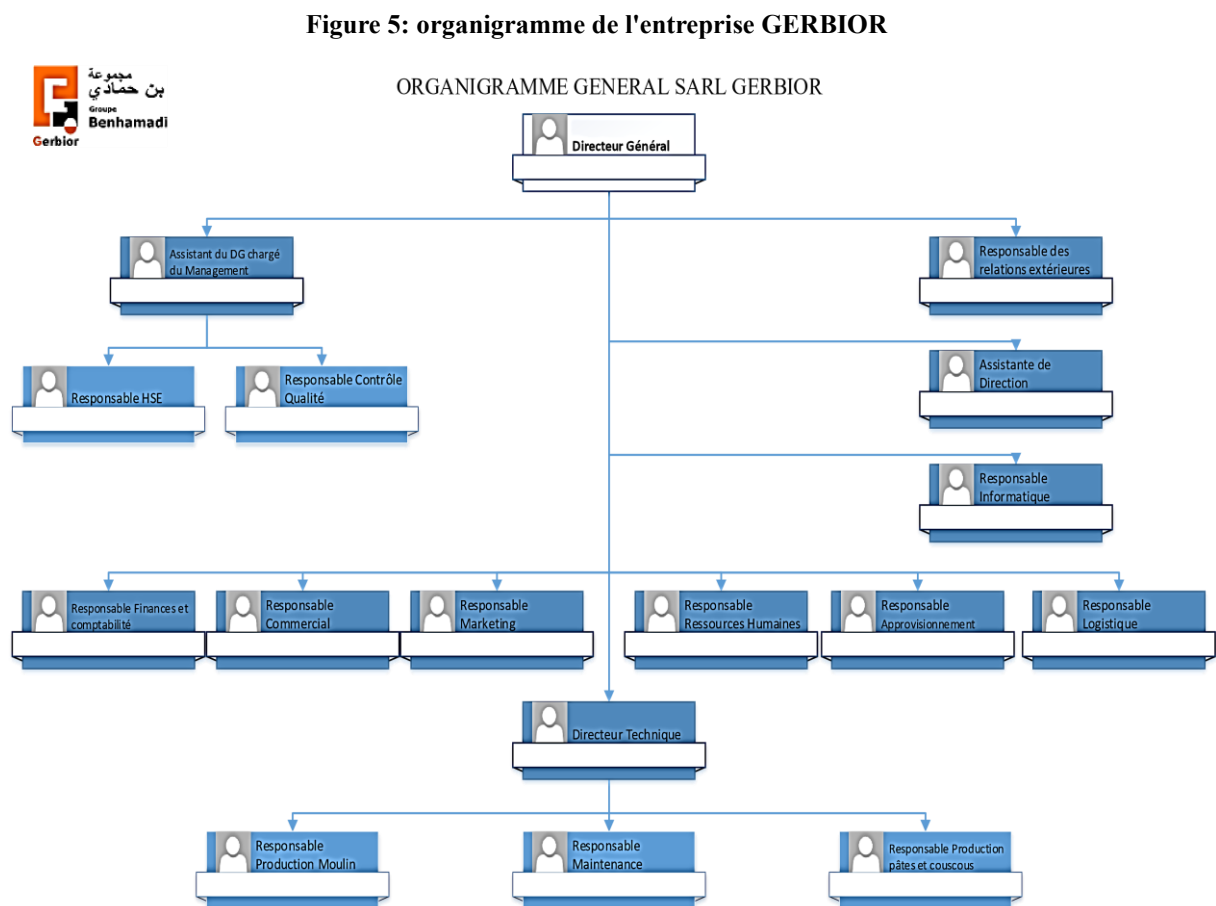 Figure 5: organigramme de l'entreprise GERBIOR
مجموعة
بن حمادي
Groupe
Benhamadi
Gerbior
ORGANIGRAMME GENERAL SARL GERBIOR
Directeur Général
Assistant du DG chargé
du Management
Responsable des
relations extérieures
Responsable HSE
Responsable Contrôle
Qualité
Assistante de
Direction
Responsable
Informatique
Responsable Finances et
comptabilité
Responsable
Commercial
Responsable
Marketing
Responsable
Ressources Humaines
Responsable
Approvisionnement
Responsable
Logistique
Directeur Technique
Responsable
Production Moulin
Responsable
Maintenance
Responsable Production
pâtes et couscous